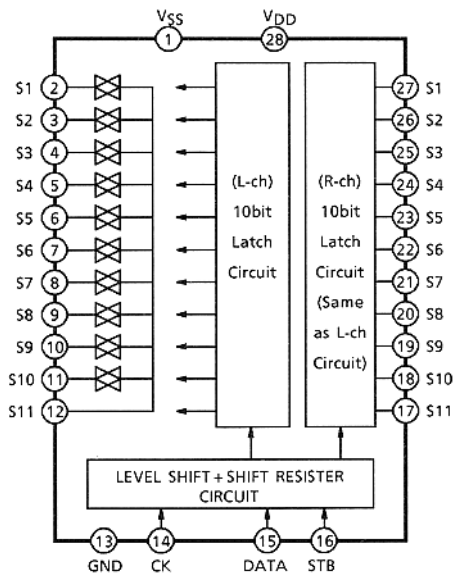 VSS VDD
1 28
S1 2 27 S1
S2 3 26 S2
S3 4 25 S3
S4 5 24 S4
S5 6 23 S5
S6 7 22 S6
S7 8 21 S7
S8 9 20 S8
S9 10 19 S9
S10 11 18 S10
S11 12 17 S11
(L-ch)
10bit
Latch
Circuit
(R-ch)
10bit
Latch
Circuit
(Same
as L-ch
Circuit)
LEVEL SHIFT + SHIFT RESISTER
CIRCUIT
13 14 15 16
GND CK DATA STB